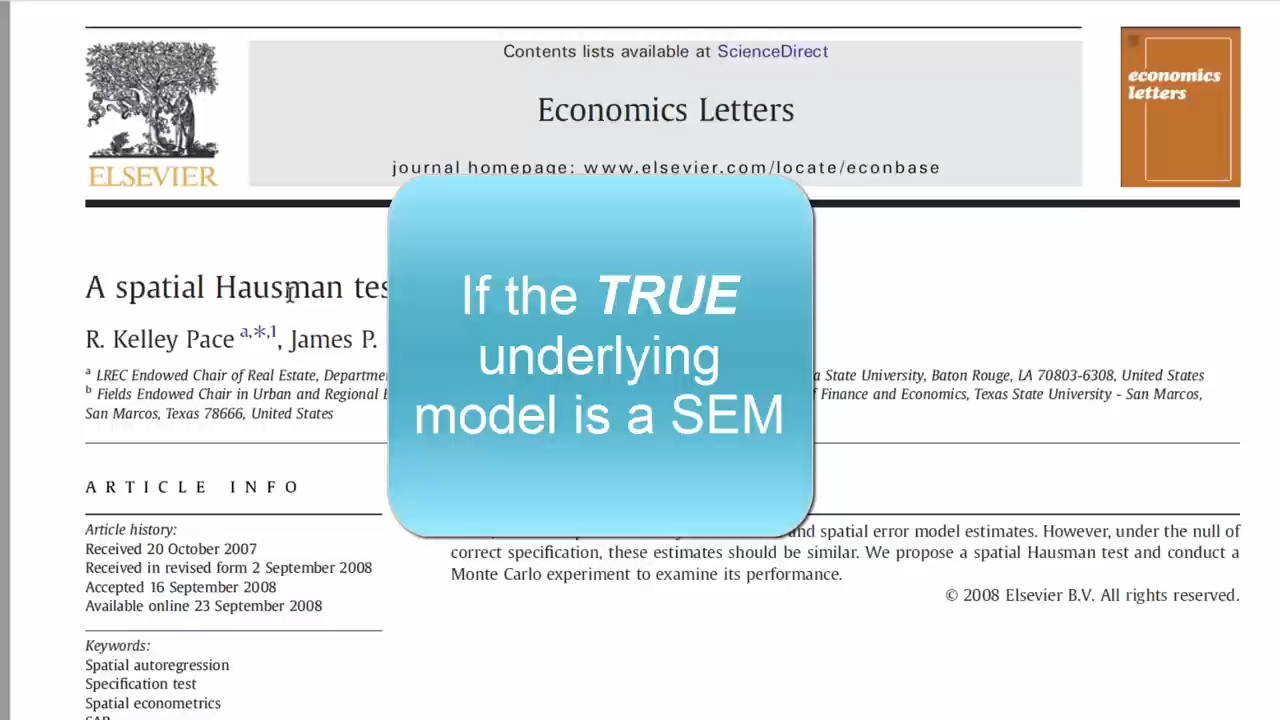 Contents lists available at ScienceDirect
Economics Letters
journal homepage: www.elsevier.com/locate/econbase
ELSEVIER
economics
letters
A spatial Hausman tes
R. Kelley Pace a,*,1, James P.
a LREC Endowed Chair of Real Estate, Departme a State University, Baton Rouge, LA 70803-6308, United States
b Fields Endowed Chair in Urban and Regional of Finance and Economics, Texas State University - San Marcos,
San Marcos, Texas 78666, United States
If the TRUE
underlying
model is a SEM
ARTICLE INFO
Article history:
Received 20 October 2007
Received in revised form 2 September 2008
Accepted 16 September 2008
Available online 23 September 2008
and spatial error model estimates. However, under the null of
correct specification, these estimates should be similar. We propose a spatial Hausman test and conduct a
Monte Carlo experiment to examine its performance.
© 2008 Elsevier B.V. All rights reserved.
Keywords:
Spatial autoregression
Specification test
Spatial econometrics